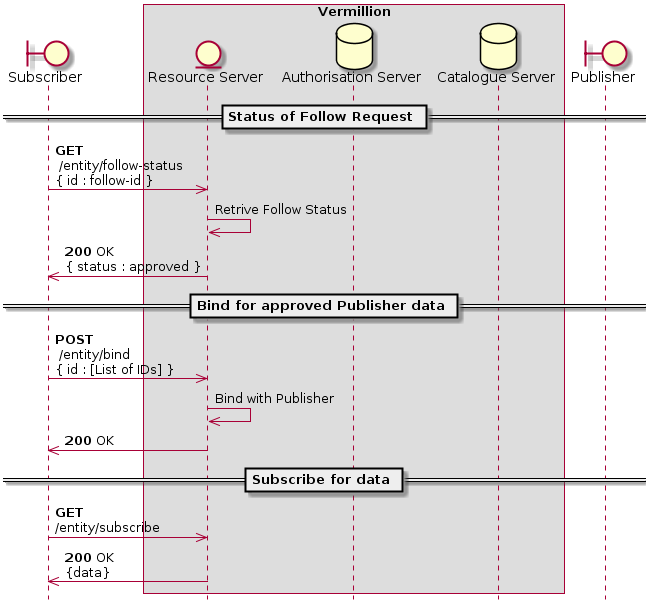 Vermillion
Subscriber
Resource Server
Authorisation Server
Catalogue Server
Publisher
Status of Follow Request
GET
/entity/follow-status
{ id : follow-id }
Retrive Follow Status
200 OK
{ status : approved }
Bind for approved Publisher data
POST
/entity/bind
{ id : [List of IDs] }
Bind with Publisher
200 OK
Subscribe for data
GET
/entity/subscribe
200 OK
{data}